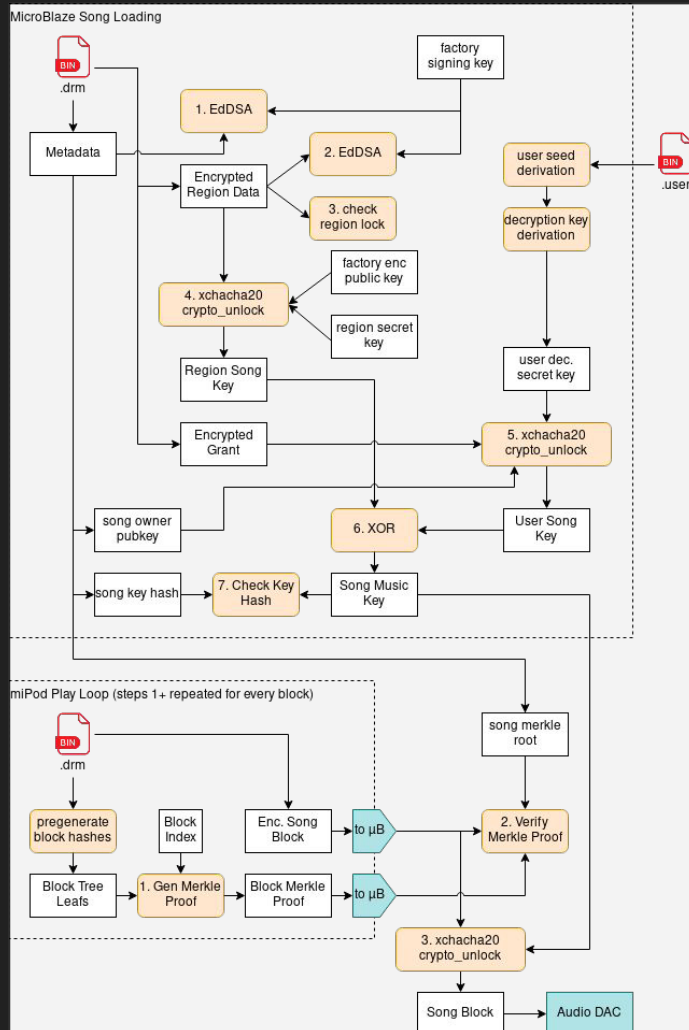 MicroBlaze Song Loading
BIN
.drm
factory
signing key
1. EdDSA
Metadata
2. EdDSA
user seed
derivation
BIN
.user
Encrypted
Region Data
3. check
region lock
decryption key
derivation
factory enc
public key
4. xchacha20
crypto_unlock
region secret
key
Region Song
Key
user dec.
secret key
Encrypted
Grant
5. xchacha20
crypto_unlock
song owner
pubkey
6. XOR
User Song
Key
song key hash
7. Check Key
Hash
Song Music
Key
miPod Play Loop (steps 1+ repeated for every block)
BIN
.drm
song merkle
root
pregenerate
block hashes
Block
Index
Enc. Song
Block
to µB
2. Verify
Merkle Proof
Block Tree
Leafs
1. Gen Merkle
Proof
Block Merkle
Proof
to µB
3. xchacha20
crypto_unlock
Song Block
Audio DAC